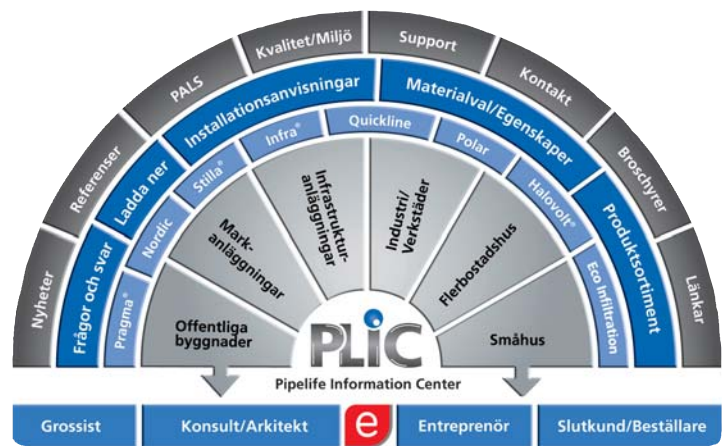 Nyheter
Referenser
PALS
Kvalitet/Miljö
Support
Kontakt
Broschyrer
Länkar
Frågor och svar
Ladda ner
Installationsanvisningar
Materialval/Egenskaper
Produktsortiment
Pragma®
Nordic
Stilla®
Infra®
Quickline
Polar
Halovolt®
Eco Infiltration
Offentliga
byggnader
Mark-
anläggningar
Infrastruktur-
anläggningar
Industri/
Verkstäder
Flerbostadshus
Småhus
PLiC
Pipelife Information Center
Grossist
Konsult/Arkitekt
e
Entreprenör
Slutkund/Beställare